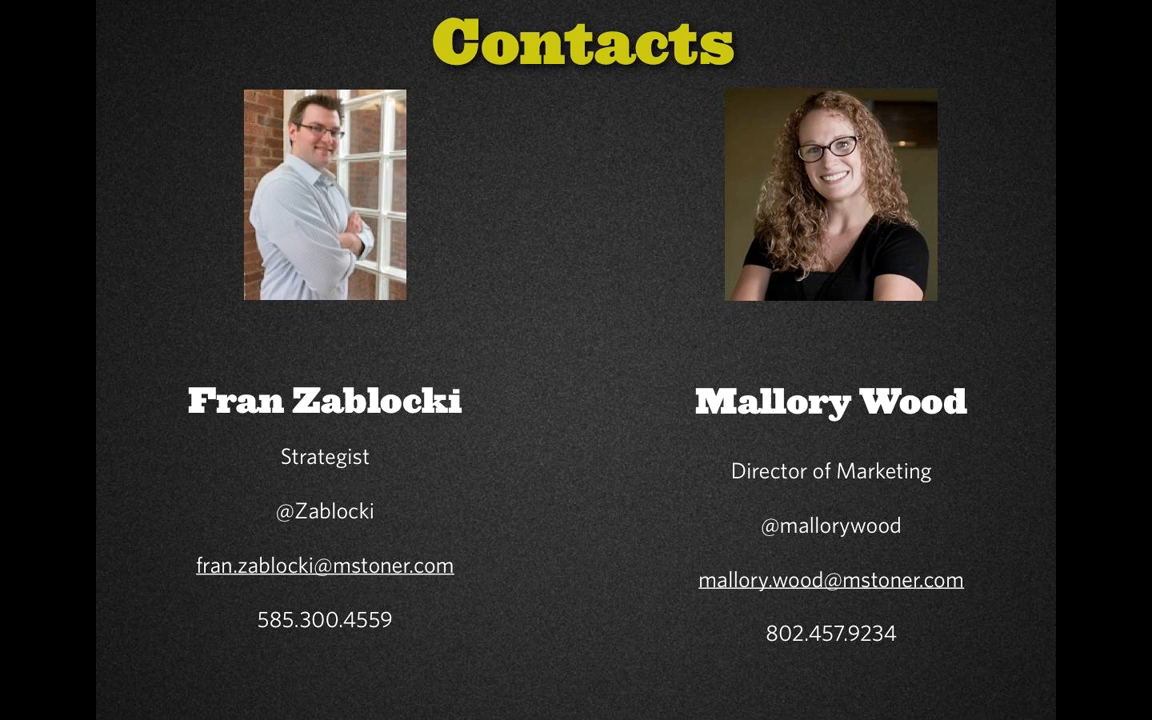 Contacts
Fran Zablocki
Strategist
@Zablocki
fran.zablocki@mstoner.com
585.300.4559
Mallory Wood
Director of Marketing
@mallorywood
mallory.wood@mstoner.com
802.457.9234